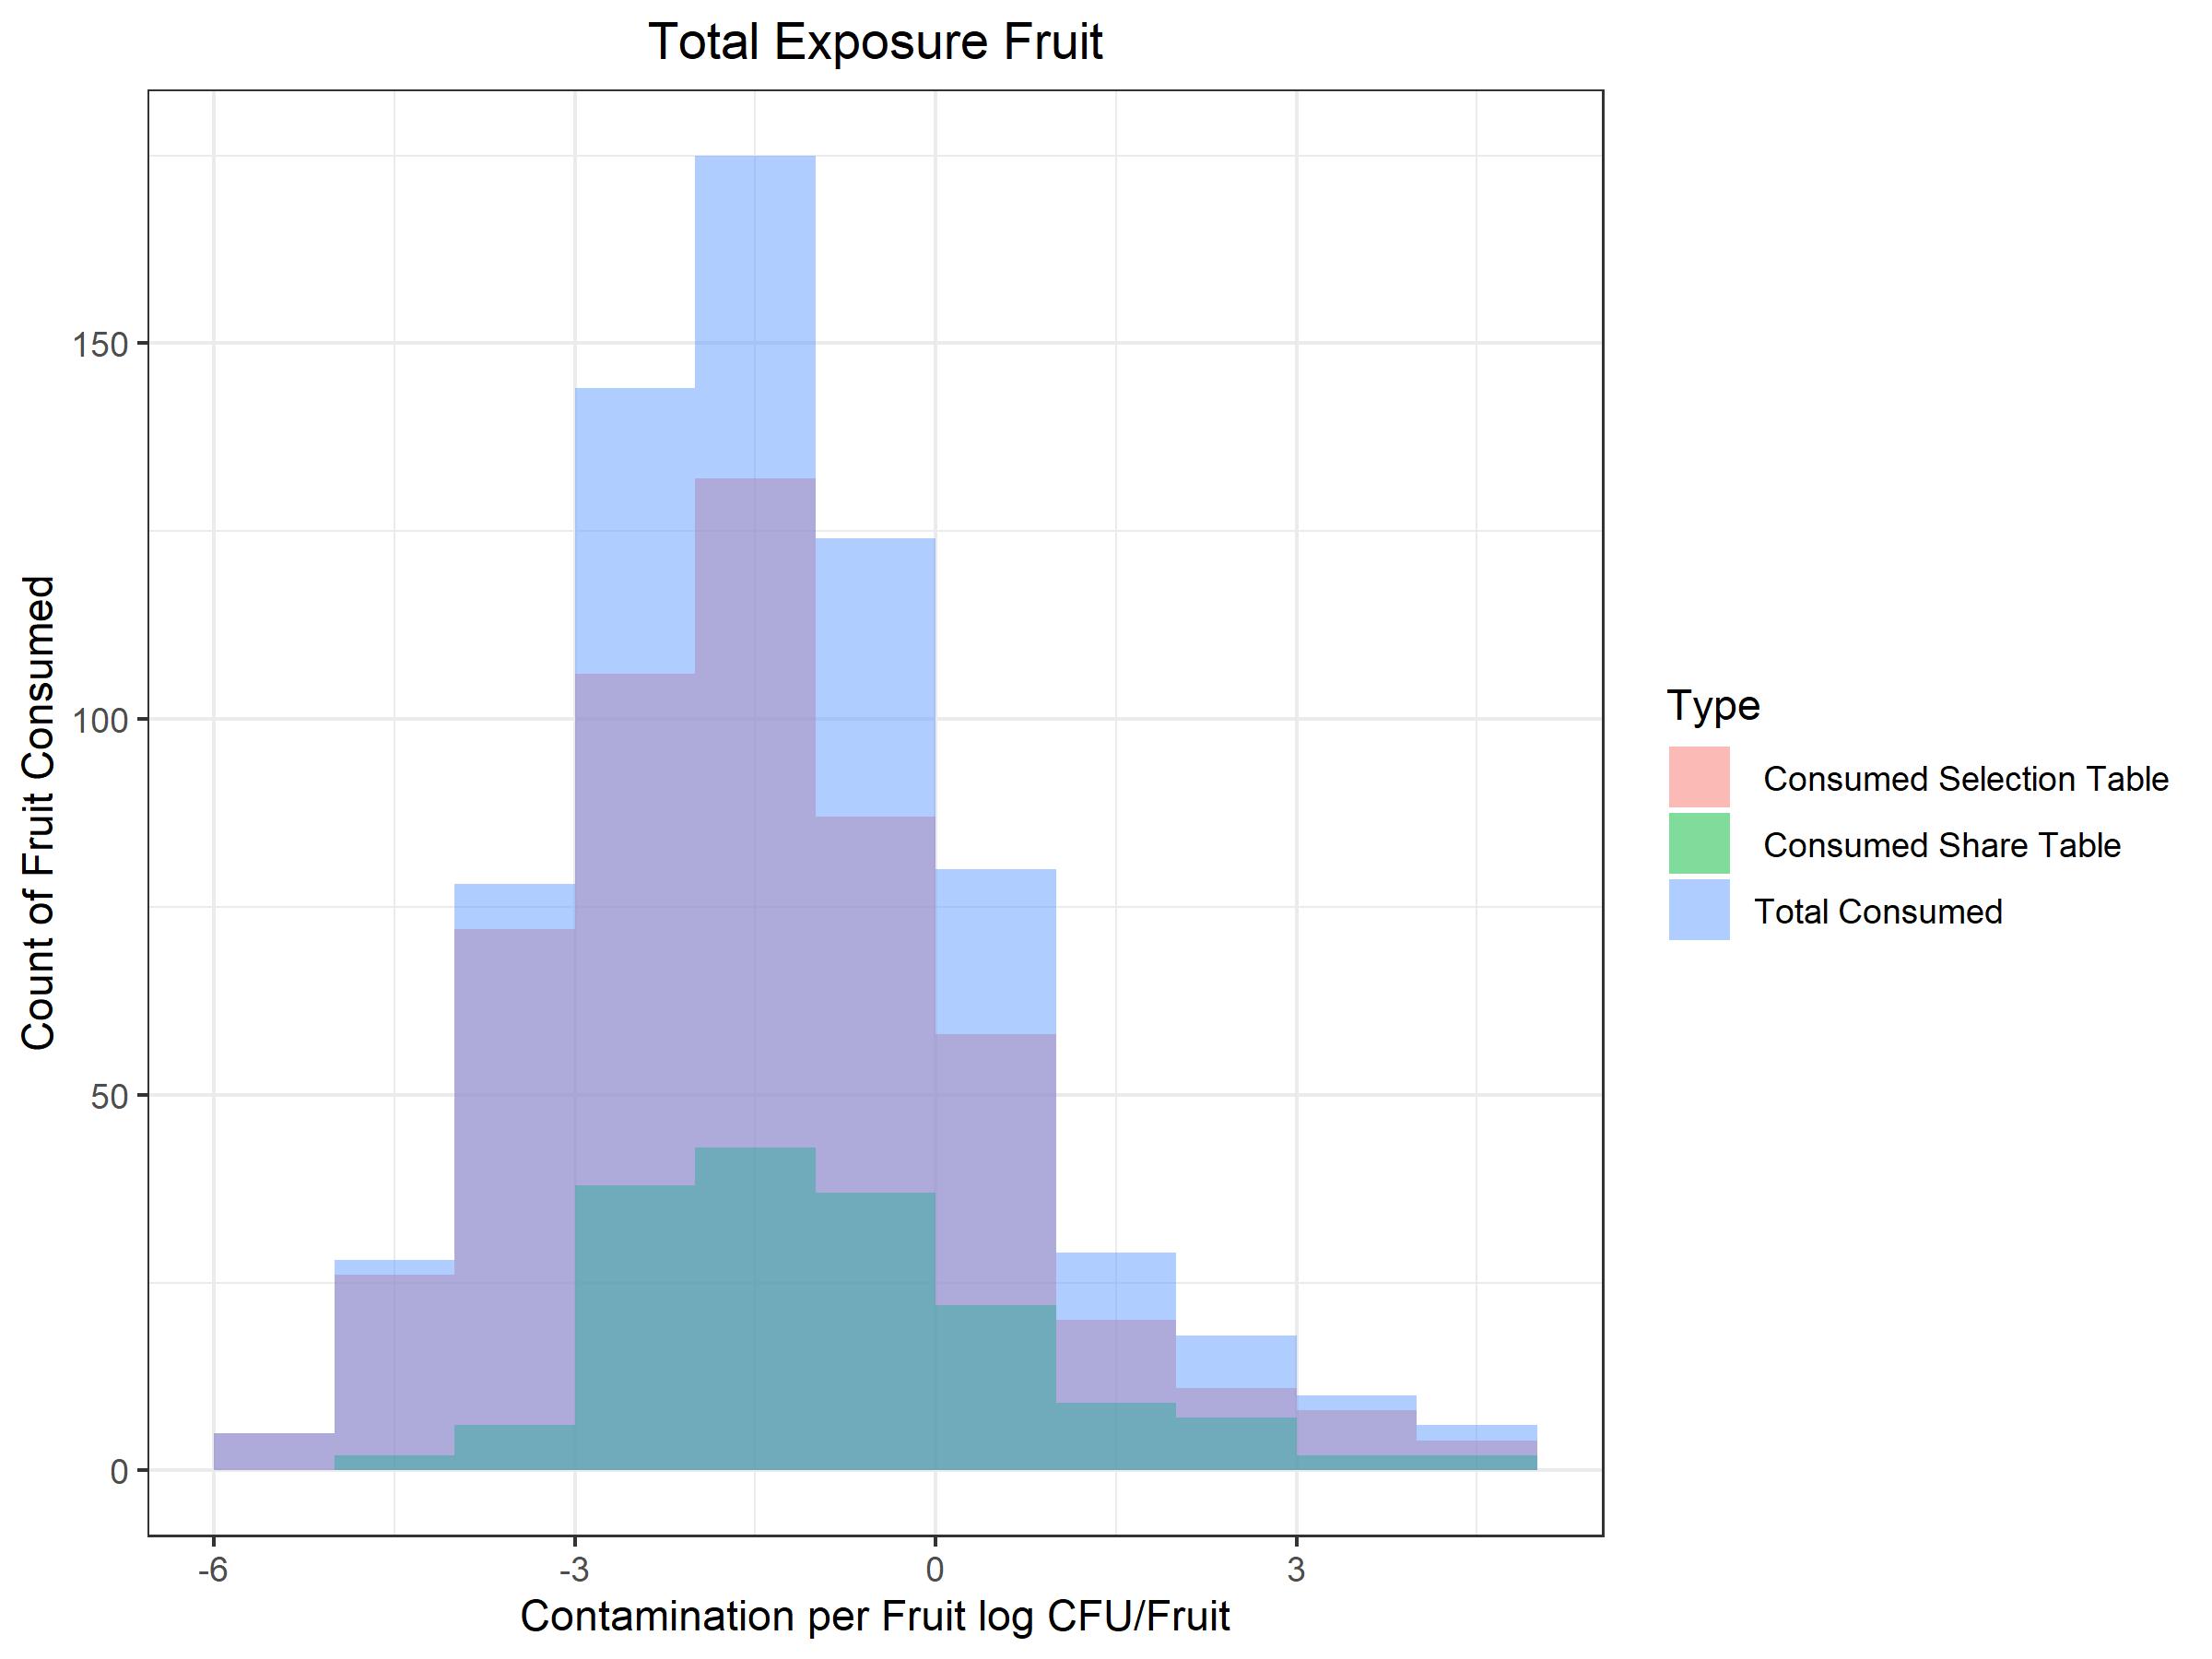 Total Exposure Fruit
150
100
50
0
-6
-3
0
3
Contamination per Fruit log CFU/Fruit
Count of Fruit Consumed
Type
Consumed Selection Table
Consumed Share Table
Total Consumed